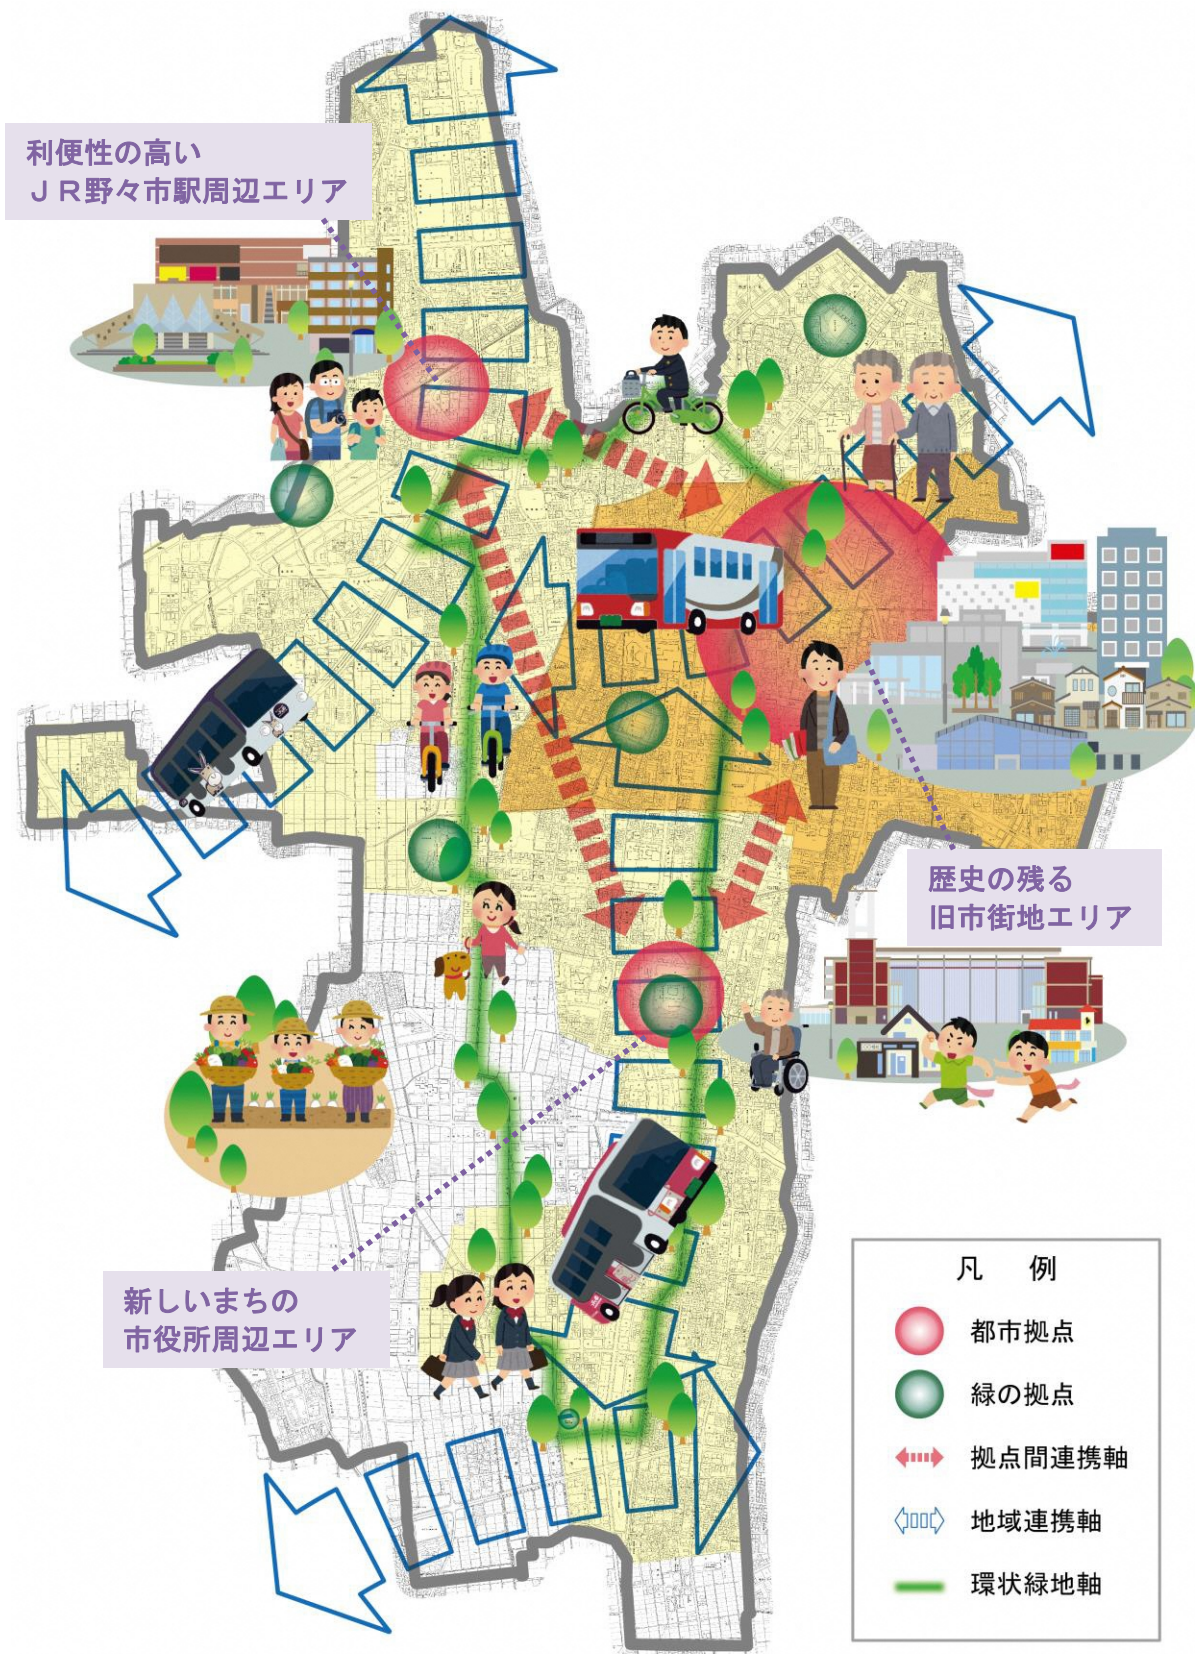 利便性の高い
ＪＲ野々市駅周辺エリア
歴史の残る
旧市街地エリア
新しいまちの
市役所周辺エリア
凡　例
都市拠点
緑の拠点
拠点間連携軸
地域連携軸
環状緑地軸